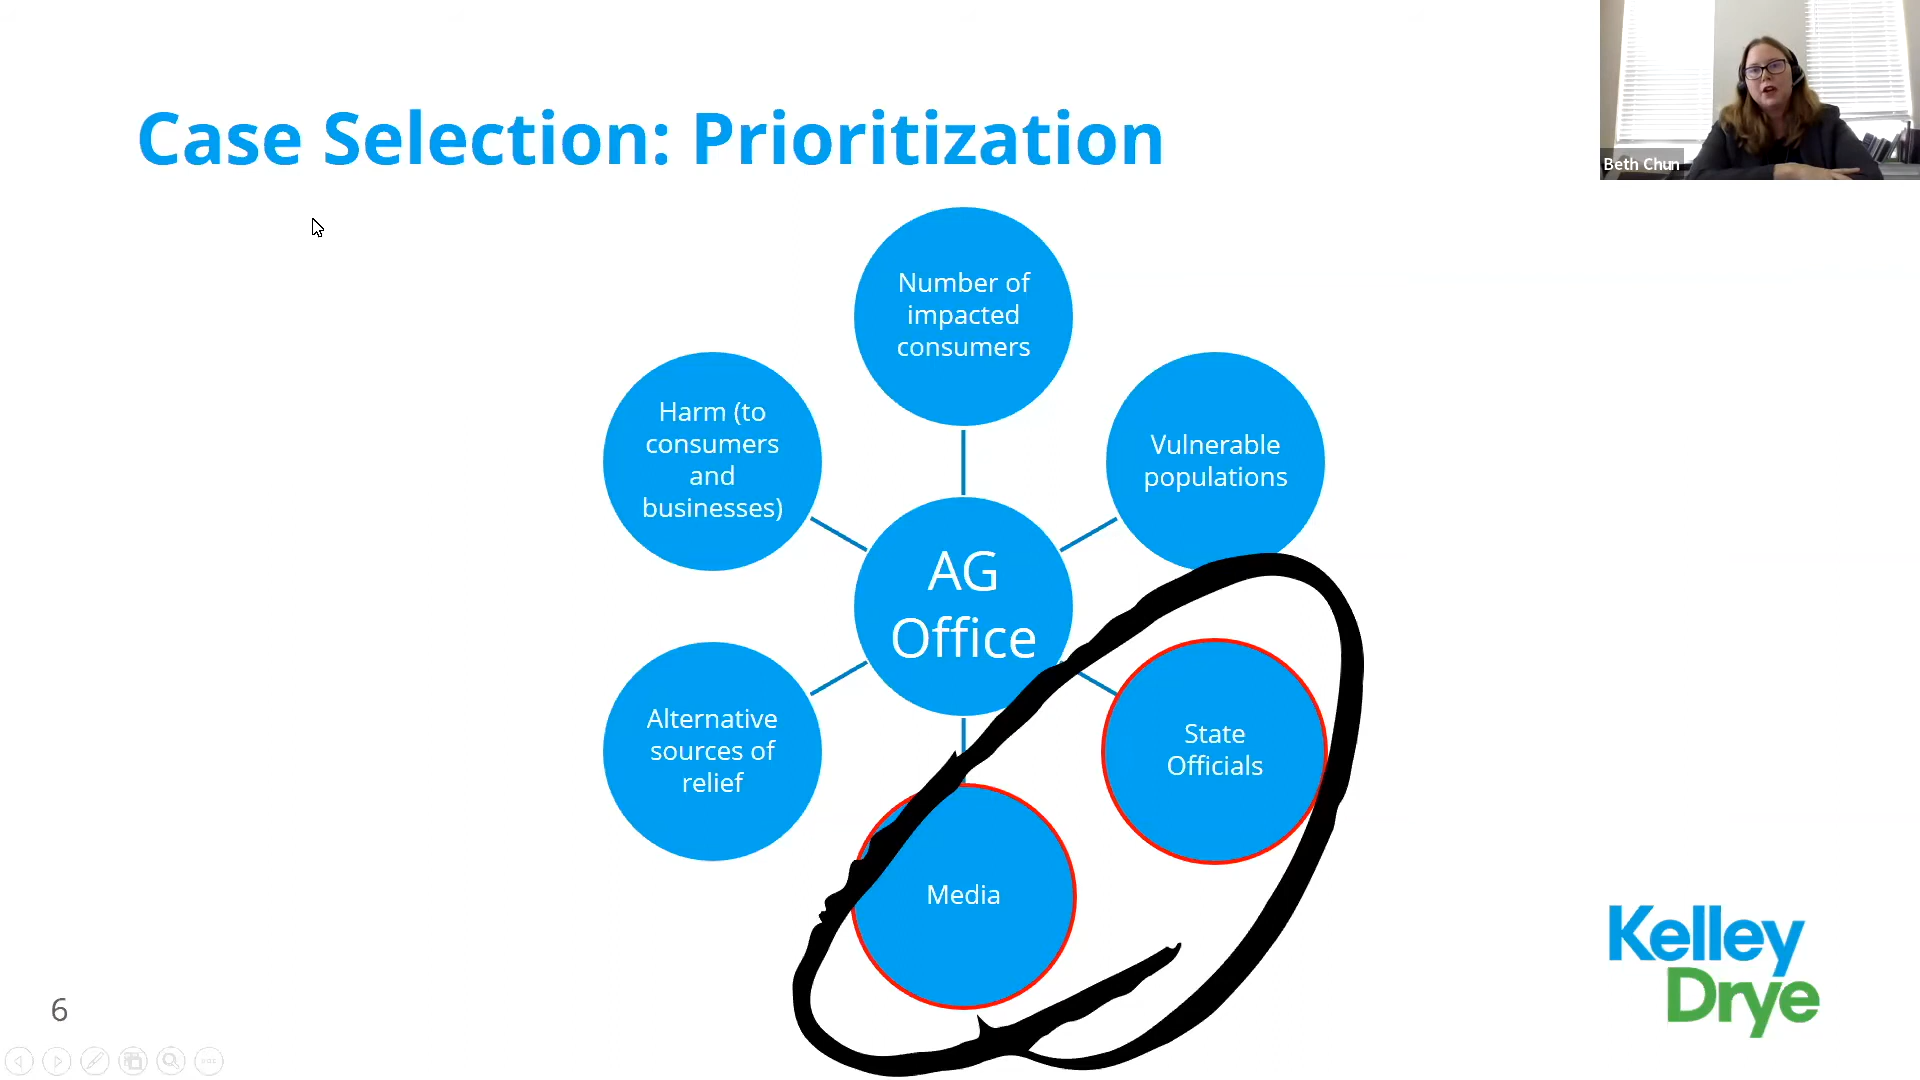 Case Selection: Prioritization
Beth Chun
Number of
impacted
consumers
Harm (to
consumers
and
businesses)
Vulnerable
populations
AG
Office
Alternative
sources of
relief
State
Officials
Media
Kelley
Drye
6